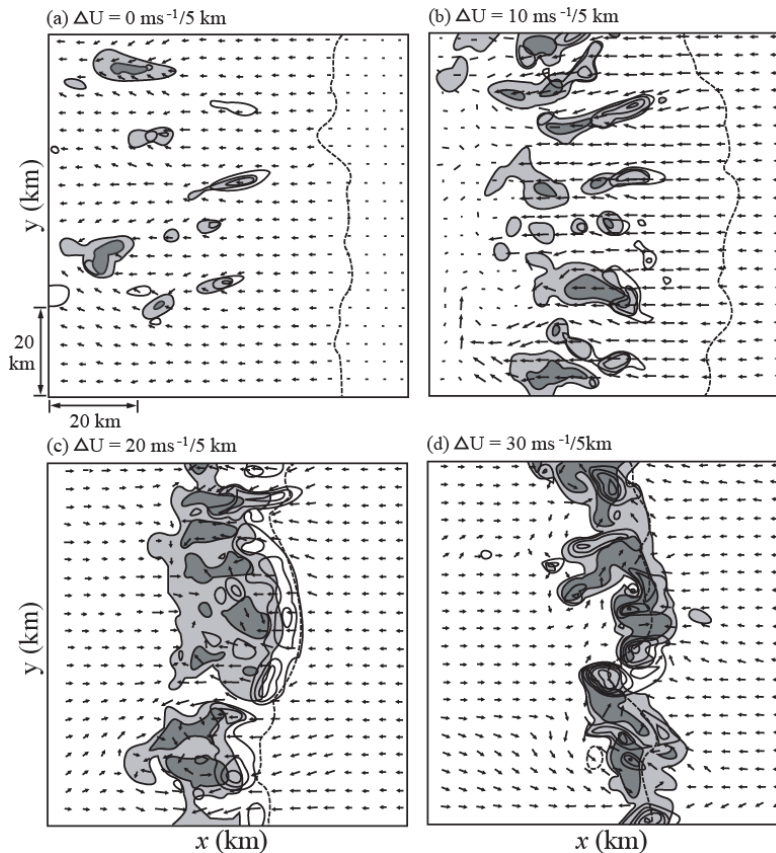 (a) ΔU = 0 ms⁻¹/5 km
(b) ΔU = 10 ms⁻¹/5 km
y (km)
20
km
20 km
(c) ΔU = 20 ms⁻¹/5 km
(d) ΔU = 30 ms⁻¹/5km
y (km)
x (km)
x (km)